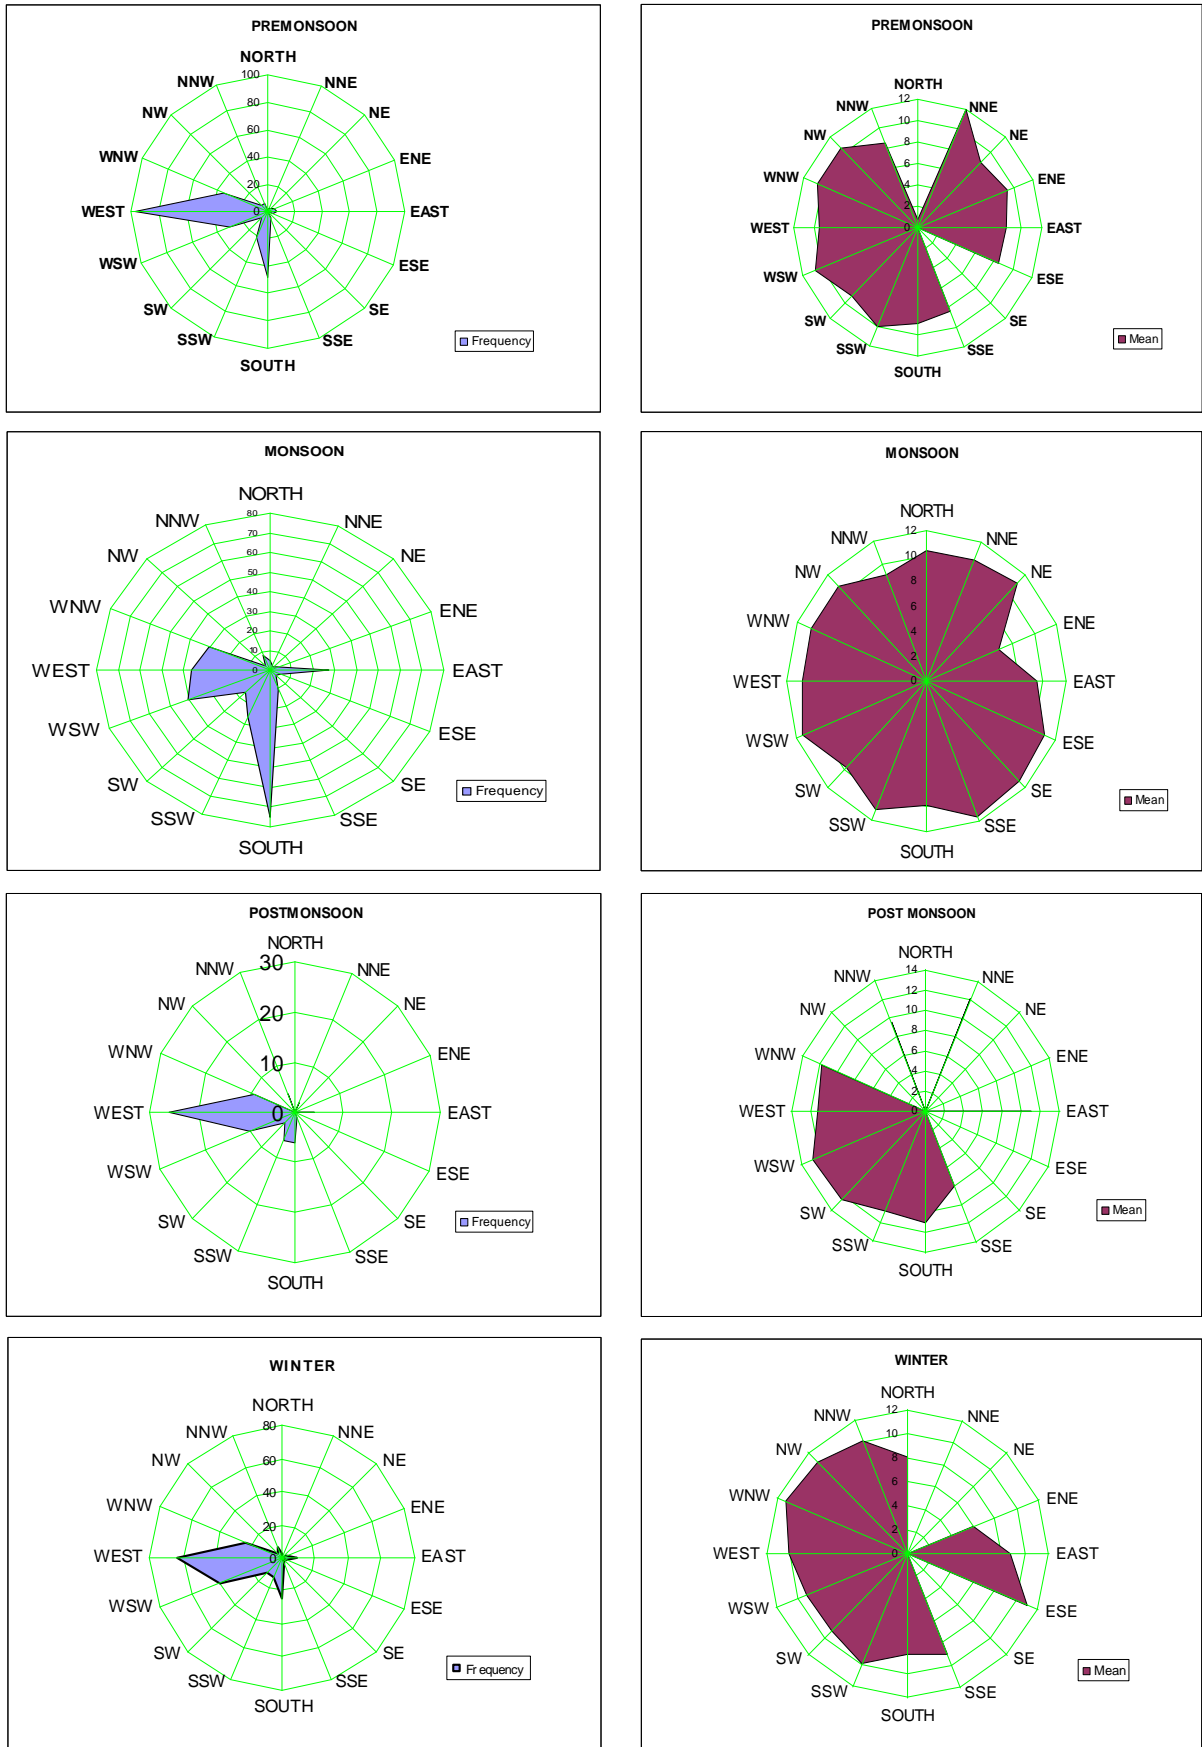 PREMONSOON
NORTH
100
80
60
40
20
0
NNE
NE
ENE
EAST
ESE
SE
SSE
SOUTH
SSW
SW
WSW
WEST
WNW
NW
NNW
Frequency
PREMONSOON
NORTH
12
10
8
6
4
2
0
NNE
NE
ENE
EAST
ESE
SE
SSE
SOUTH
SSW
SW
WSW
WEST
WNW
NW
NNW
Mean
MONSOON
NORTH
80
70
60
50
40
30
20
10
0
NNE
NE
ENE
EAST
ESE
SE
SSE
SOUTH
SSW
SW
WSW
WEST
WNW
NW
NNW
Frequency
MONSOON
NORTH
12
10
8
6
4
2
0
NNE
NE
ENE
EAST
ESE
SE
SSE
SOUTH
SSW
SW
WSW
WEST
WNW
NW
NNW
Mean
POSTMONSOON
NORTH
30
20
10
0
NNE
NE
ENE
EAST
ESE
SE
SSE
SOUTH
SSW
SW
WSW
WEST
WNW
NW
NNW
Frequency
POST MONSOON
NORTH
14
12
10
8
6
4
2
0
NNE
NE
ENE
EAST
ESE
SE
SSE
SOUTH
SSW
SW
WSW
WEST
WNW
NW
NNW
Mean
WINTER
NORTH
80
60
40
20
0
NNE
NE
ENE
EAST
ESE
SE
SSE
SOUTH
SSW
SW
WSW
WEST
WNW
NW
NNW
Frequency
WINTER
NORTH
12
10
8
6
4
2
0
NNE
NE
ENE
EAST
ESE
SE
SSE
SOUTH
SSW
SW
WSW
WEST
WNW
NW
NNW
Mean